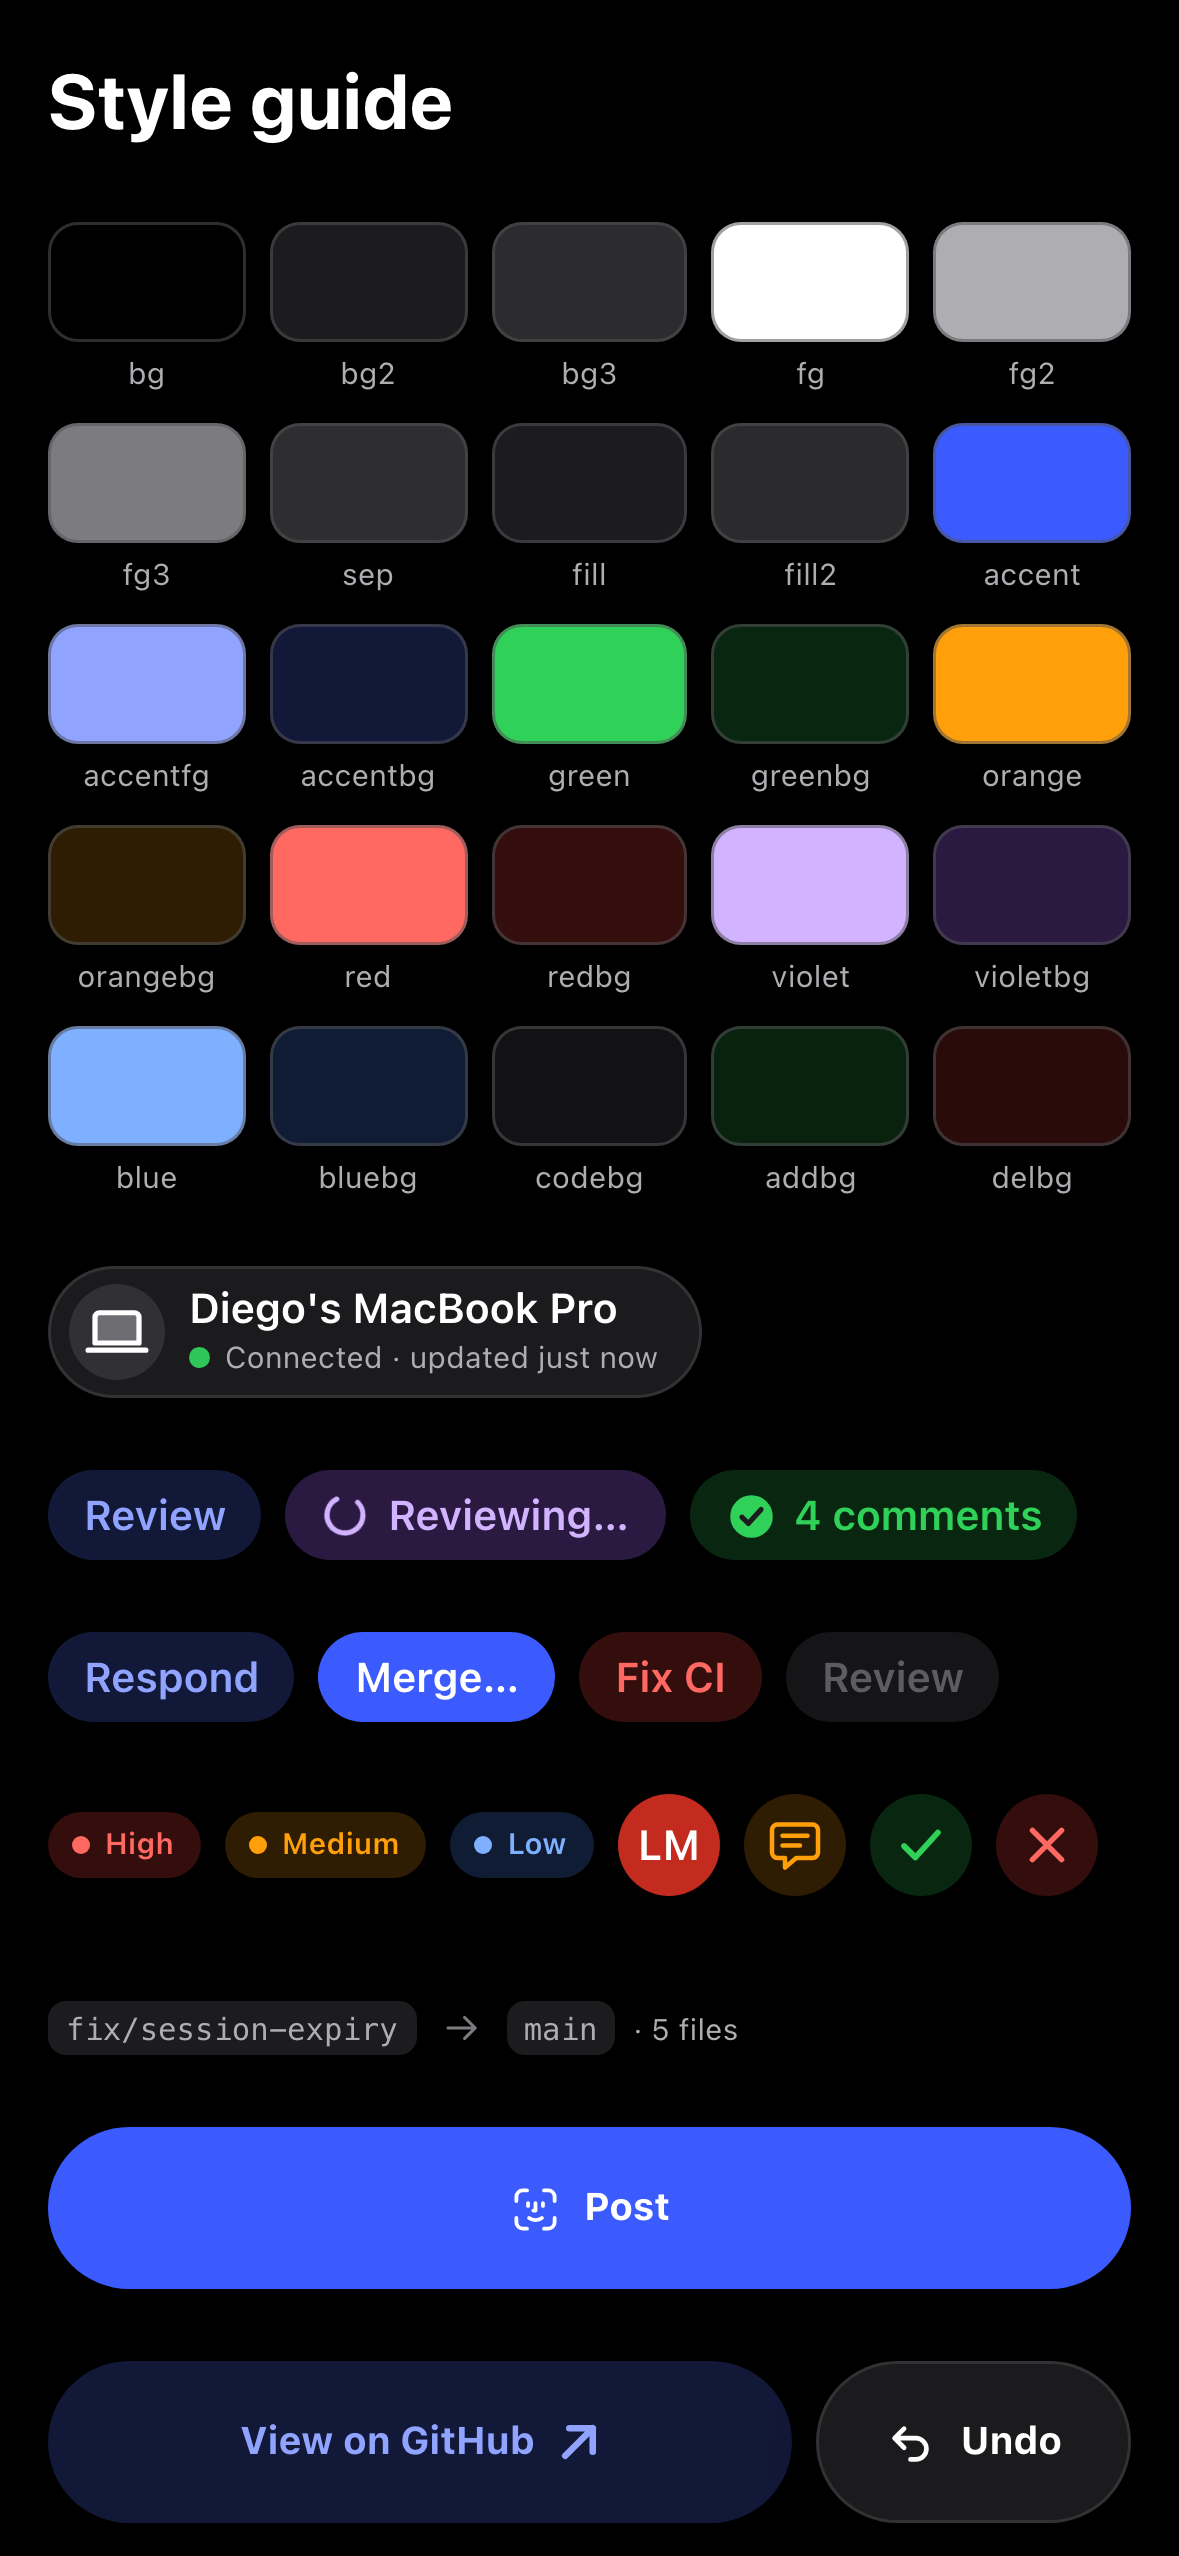 Style guide
bg bg2 bg3 fg fg2
fg3 sep fill fill2 accent
accentfg accentbg green greenbg orange
orangebg red redbg violet violetbg
blue bluebg codebg addbg delbg
Diego's MacBook Pro
Connected · updated just now
Review Reviewing... 4 comments
Respond Merge... Fix CI Review
High Medium Low LM
fix/session-expiry → main · 5 files
Post
View on GitHub Undo